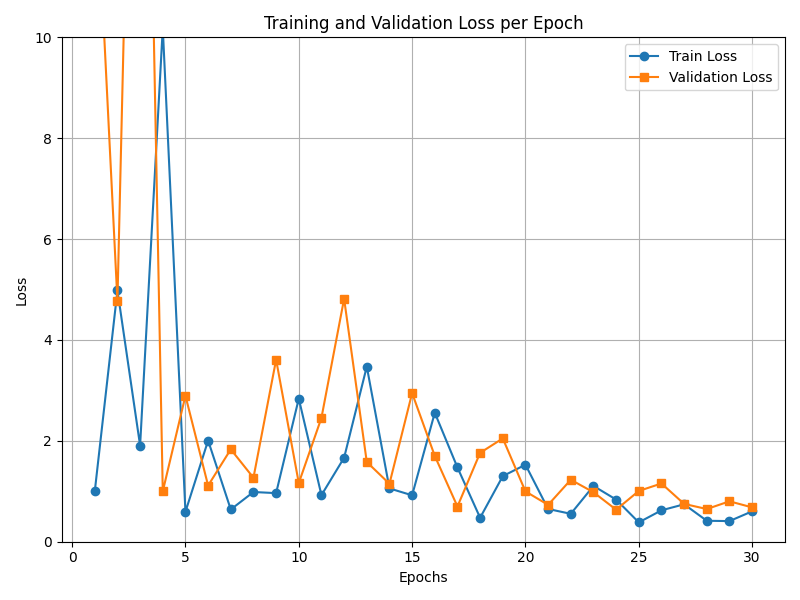 Training and Validation Loss per Epoch
Train Loss
Validation Loss
10
8
6
4
2
0
Loss
0 5 10 15 20 25 30
Epochs